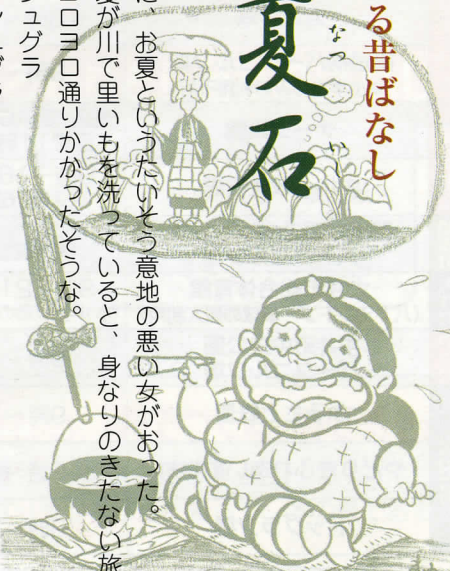 る昔ばなし
夏石
なついし
に、お夏というたいそう意地の悪い女がおった。
夏が川で里いもを洗っていると、身なりのきたない旅
ヨロヨロ通りかかったそうな。
シュグラ